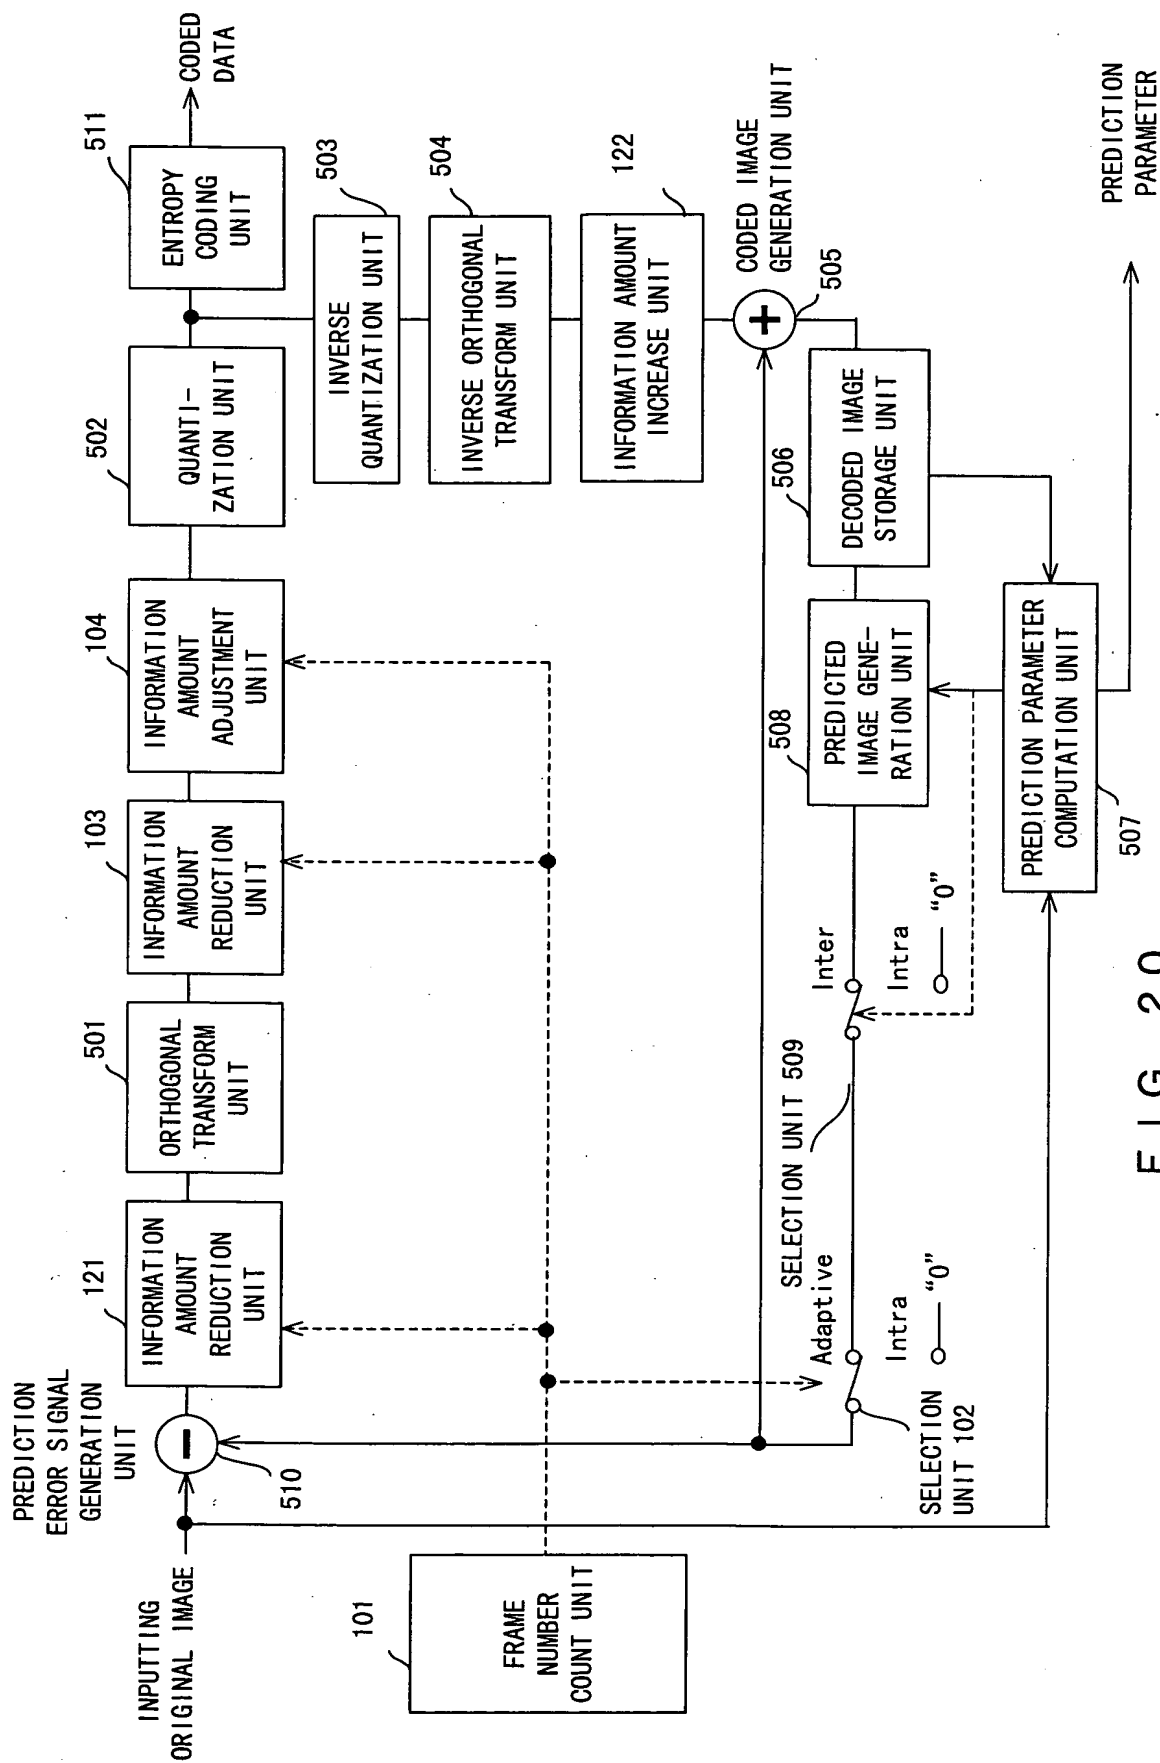 PREDICTION
ERROR SIGNAL
GENERATION
UNIT
INPUTTING
ORIGINAL IMAGE
510
121
INFORMATION
AMOUNT
REDUCTION
UNIT
501
ORTHOGONAL
TRANSFORM
UNIT
103
INFORMATION
AMOUNT
REDUCTION
UNIT
104
INFORMATION
AMOUNT
ADJUSTMENT
UNIT
502
QUANTI-
ZATION UNIT
511
ENTROPY
CODING
UNIT
CODED
DATA
503
INVERSE
QUANTIZATION UNIT
504
INVERSE ORTHOGONAL
TRANSFORM UNIT
122
INFORMATION AMOUNT
INCREASE UNIT
CODED IMAGE
GENERATION UNIT
+
505
101
FRAME
NUMBER
COUNT UNIT
Adaptive
Intra
"0"
SELECTION
UNIT 102
SELECTION UNIT 509
Inter
Intra
"0"
508
PREDICTED
IMAGE GENE-
RATION UNIT
506
DECODED IMAGE
STORAGE UNIT
PREDICTION PARAMETER
COMPUTATION UNIT
507
PREDICTION
PARAMETER
FIG. 20